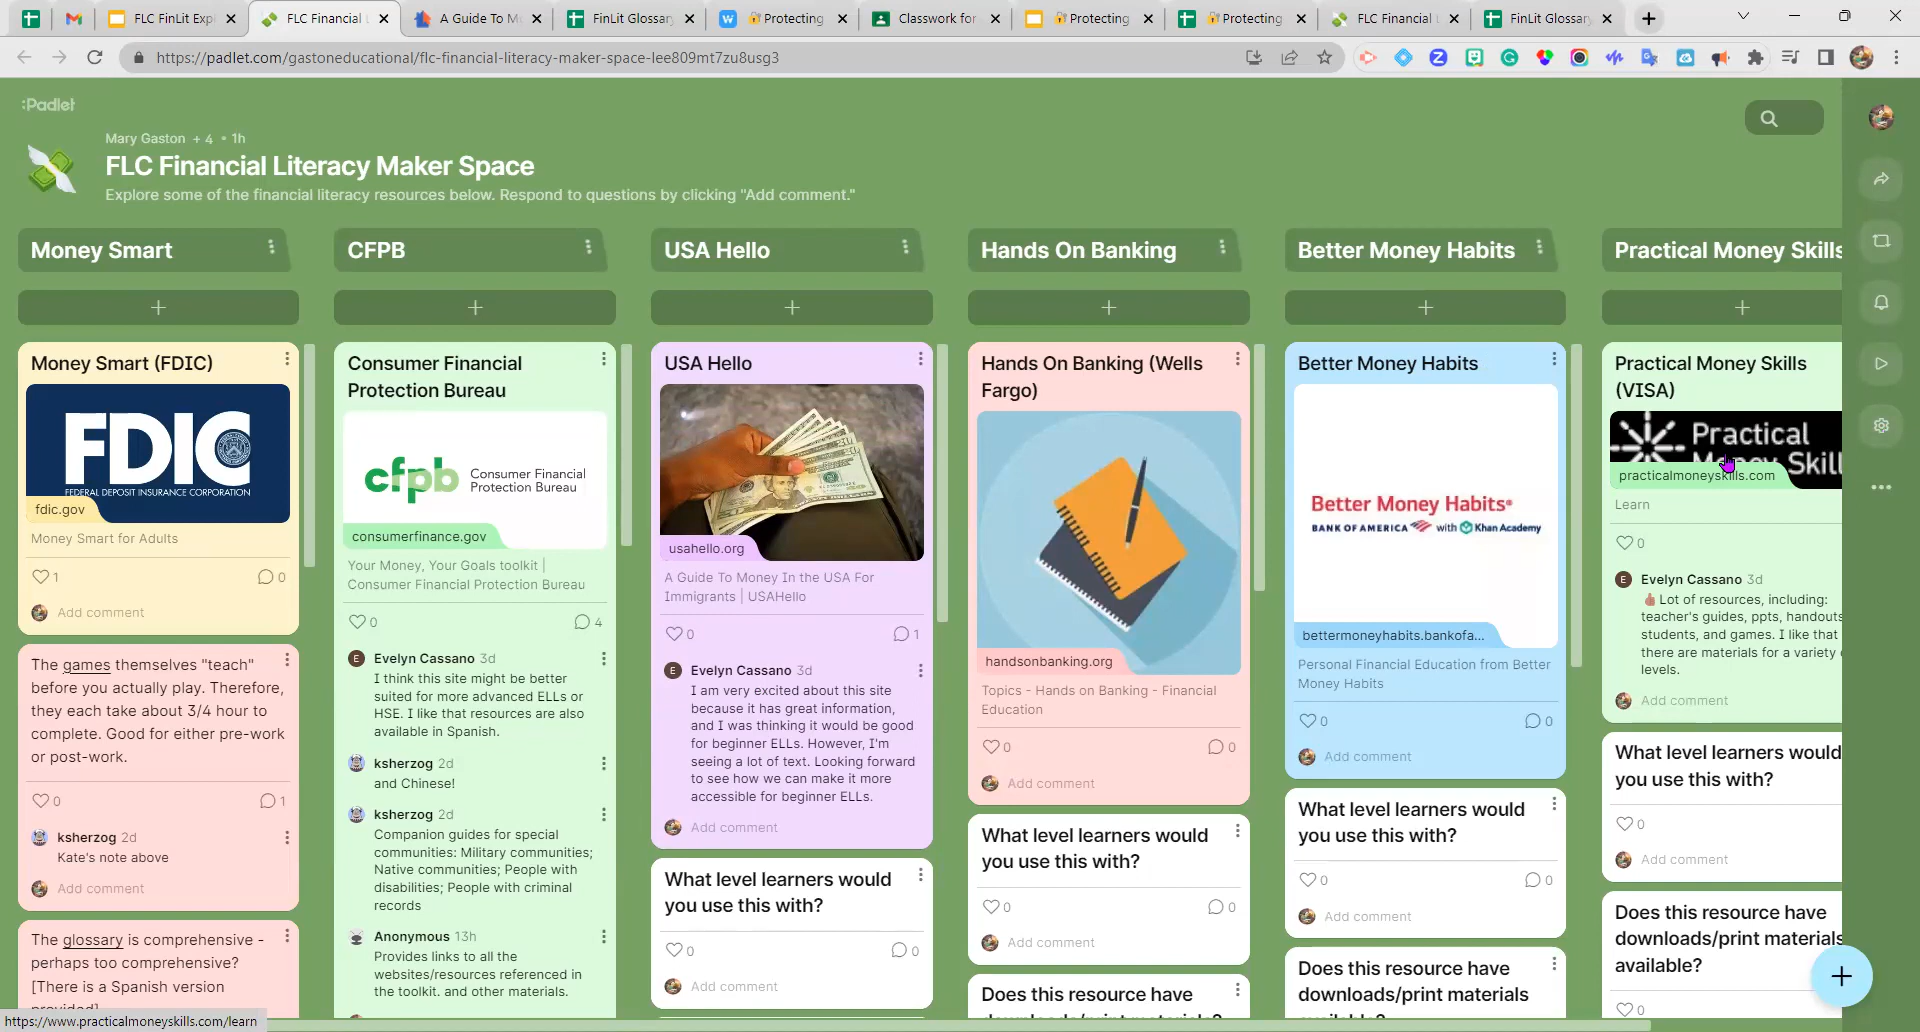 FLC FinLit Exp
FLC Financial L
A Guide To M
FinLit Glossar
Protecting
Classwork for
Protecting
Protecting
FLC Financial L
FinLit Glossar
https://padlet.com/gastoneducational/flc-financial-literacy-maker-space-lee809mt7zu8usg3
:Padlet
Mary Gaston + 4 • 1h
FLC Financial Literacy Maker Space
Explore some of the financial literacy resources below. Respond to questions by clicking "Add comment."
Money Smart
Money Smart (FDIC)
FDIC
FEDERAL DEPOSIT INSURANCE CORPORATION
fdic.gov
Money Smart for Adults
1
0
Add comment
The games themselves "teach"
before you actually play. Therefore,
they each take about 3/4 hour to
complete. Good for either pre-work
or post-work.
0
1
ksherzog 2d
Kate's note above
Add comment
The glossary is comprehensive -
perhaps too comprehensive?
[There is a Spanish version
provided]
CFPB
Consumer Financial
Protection Bureau
cfpb Consumer Financial
Protection Bureau
consumerfinance.gov
Your Money, Your Goals toolkit |
Consumer Financial Protection Bureau
0
4
E Evelyn Cassano 3d
I think this site might be better
suited for more advanced ELLs or
HSE. I like that resources are also
available in Spanish.
ksherzog 2d
and Chinese!
ksherzog 2d
Companion guides for special
communities: Military communities;
Native communities; People with
disabilities; People with criminal
records
Anonymous 13h
Provides links to all the
websites/resources referenced in
the toolkit. and other materials.
USA Hello
USA Hello
usahello.org
A Guide To Money In the USA For
Immigrants | USAHello
0
1
E Evelyn Cassano 3d
I am very excited about this site
because it has great information,
and I was thinking it would be good
for beginner ELLs. However, I'm
seeing a lot of text. Looking forward
to see how we can make it more
accessible for beginner ELLs.
Add comment
What level learners would
you use this with?
0
0
Add comment
Hands On Banking
Hands On Banking (Wells
Fargo)
handsonbanking.org
Topics - Hands on Banking - Financial
Education
0
0
Add comment
What level learners would
you use this with?
0
0
Add comment
Does this resource have
downloads/print materials?
Better Money Habits
Better Money Habits
Better Money Habits®
BANK OF AMERICA with Khan Academy
bettermoneyhabits.bankofa...
Personal Financial Education from Better
Money Habits
0
0
Add comment
What level learners would
you use this with?
0
0
Add comment
Does this resource have
downloads/print materials
available?
Practical Money Skills
Practical Money Skills
(VISA)
Practical
Money Skill
practicalmoneyskills.com
Learn
0
E Evelyn Cassano 3d
Lot of resources, including:
teacher's guides, ppts, handouts
students, and games. I like that
there are materials for a variety
levels.
Add comment
What level learners would
you use this with?
0
Add comment
Does this resource have
downloads/print materials
available?
0
https://www.practicalmoneyskills.com/learn